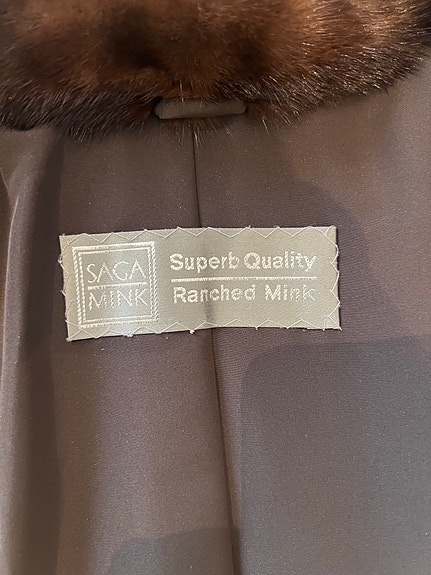 SAGA
MINK
Superb Quality
Ranched Mink